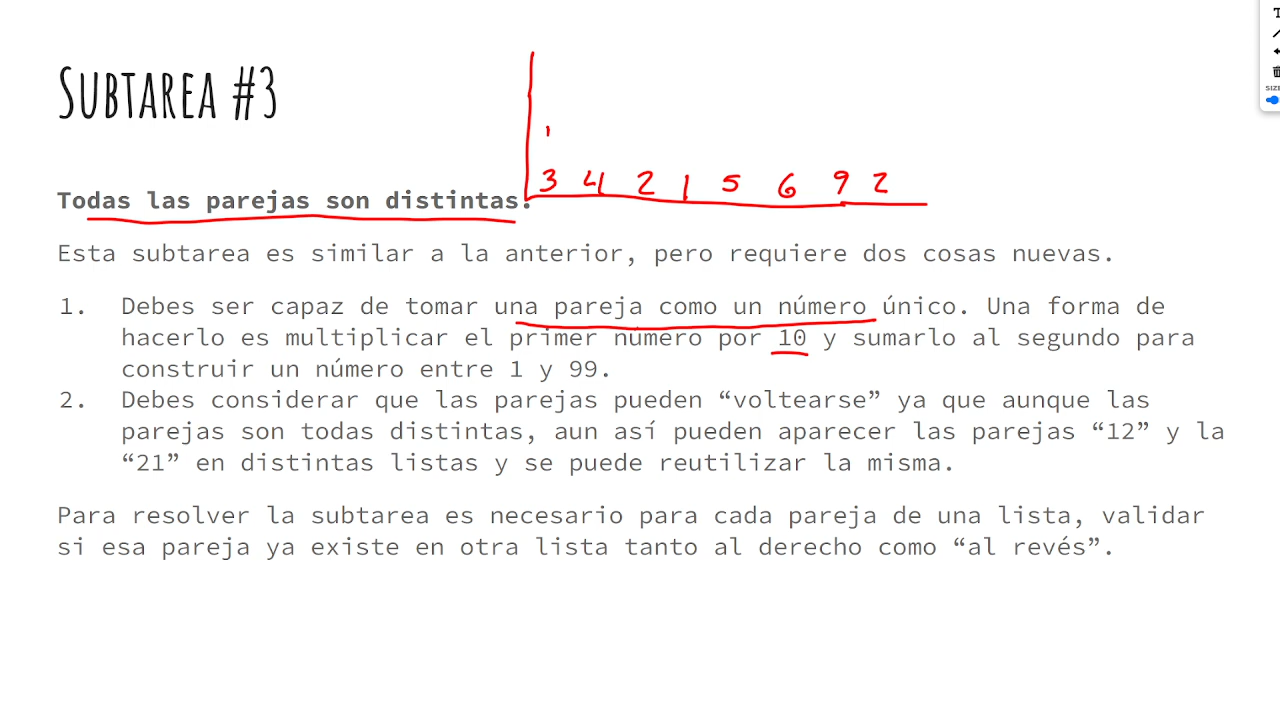 SUBTAREA #3
3 4 2 1 5 6 9 2
Todas las parejas son distintas.
Esta subtarea es similar a la anterior, pero requiere dos cosas nuevas.
1. Debes ser capaz de tomar una pareja como un número único. Una forma de
hacerlo es multiplicar el primer número por 10 y sumarlo al segundo para
construir un número entre 1 y 99.
2. Debes considerar que las parejas pueden “voltearse” ya que aunque las
parejas son todas distintas, aun así pueden aparecer las parejas “12” y la
“21” en distintas listas y se puede reutilizar la misma.
Para resolver la subtarea es necesario para cada pareja de una lista, validar
si esa pareja ya existe en otra lista tanto al derecho como “al revés”.